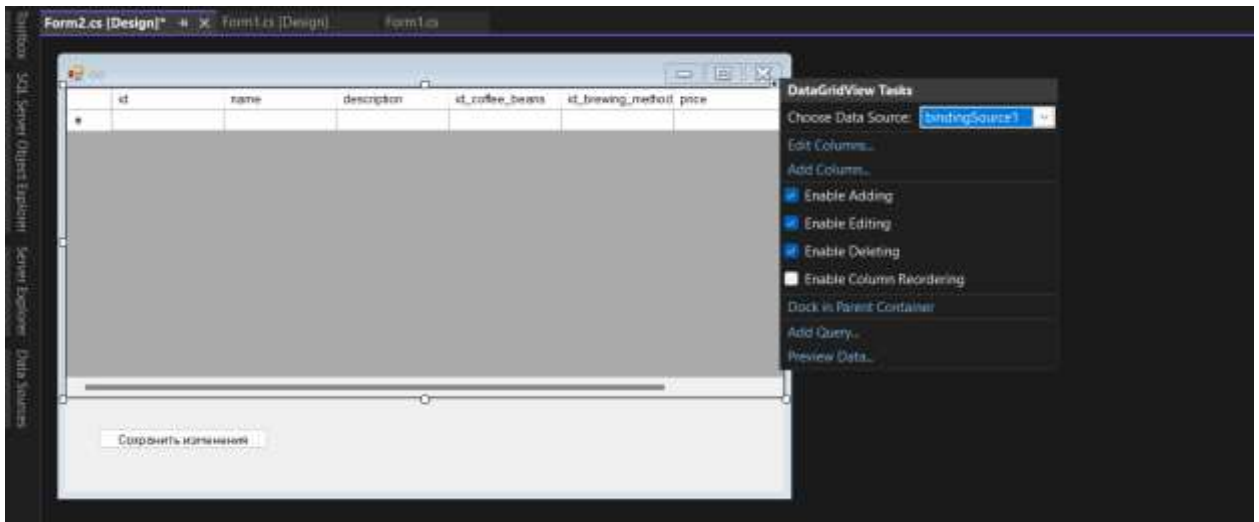 Form2.cs [Design]*
Form1.cs [Design]
Form1.cs
Toolbox
SQL Server Object Explorer
Server Explorer
Data Sources
id name description id_coffee_beans id_brewing_method price
DataGridView Tasks
Choose Data Source: bindingSource1
Edit Columns...
Add Column...
Enable Adding
Enable Editing
Enable Deleting
Enable Column Reordering
Dock in Parent Container
Add Query...
Preview Data...
Сохранить изменения